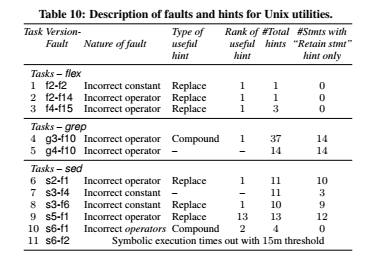 Table 10: Description of faults and hints for Unix utilities.
Task Version- Type of Rank of #Total #Stmts with
Fault Nature of fault useful useful hints "Retain stmt"
hint hint hint only
Tasks – flex
1 f2-f2 Incorrect constant Replace 1 1 0
2 f2-f14 Incorrect operator Replace 1 1 0
3 f4-f15 Incorrect operator Replace 1 3 0
Tasks – grep
4 g3-f10 Incorrect operator Compound 1 37 14
5 g4-f10 Incorrect operator – – 14 14
Tasks – sed
6 s2-f1 Incorrect operator Replace 1 11 10
7 s3-f4 Incorrect constant – – 11 3
8 s3-f6 Incorrect constant Replace 1 10 9
9 s5-f1 Incorrect operator Replace 13 13 12
10 s6-f1 Incorrect operators Compound 2 4 0
11 s6-f2 Symbolic execution times out with 15m threshold